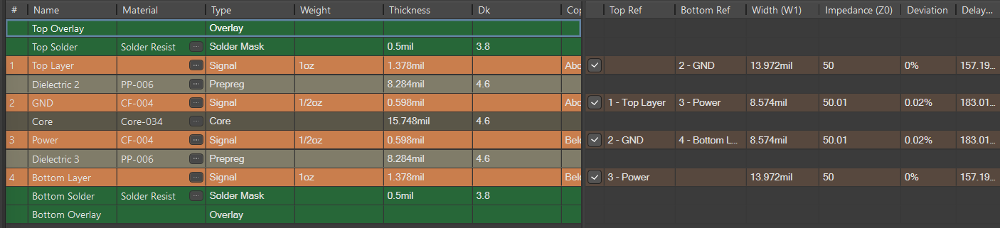 # Name Material Type Weight Thickness Dk Cop Top Ref Bottom Ref Width (W1) Impedance (Z0) Deviation Delay...
Top Overlay Overlay
Top Solder Solder Resist ... Solder Mask 0.5mil 3.8
1 Top Layer ... Signal 1oz 1.378mil Abo 2 - GND 13.972mil 50 0% 157.19...
Dielectric 2 PP-006 ... Prepreg 8.284mil 4.6
2 GND CF-004 ... Signal 1/2oz 0.598mil Abo 1 - Top Layer 3 - Power 8.574mil 50.01 0.02% 183.01...
Core Core-034 ... Core 15.748mil 4.6
3 Power CF-004 ... Signal 1/2oz 0.598mil Belo 2 - GND 4 - Bottom L... 8.574mil 50.01 0.02% 183.01...
Dielectric 3 PP-006 ... Prepreg 8.284mil 4.6
4 Bottom Layer ... Signal 1oz 1.378mil Belo 3 - Power 13.972mil 50 0% 157.19...
Bottom Solder Solder Resist ... Solder Mask 0.5mil 3.8
Bottom Overlay Overlay